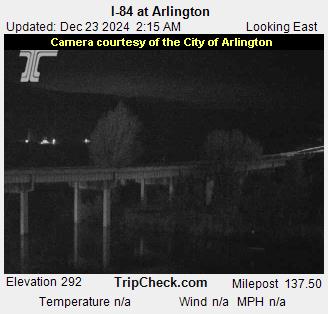 I-84 at Arlington
Updated: Dec 23 2024 2:15 AM Looking East
Camera courtesy of the City of Arlington
Elevation 292 TripCheck.com Milepost 137.50
Temperature n/a Wind n/a MPH n/a